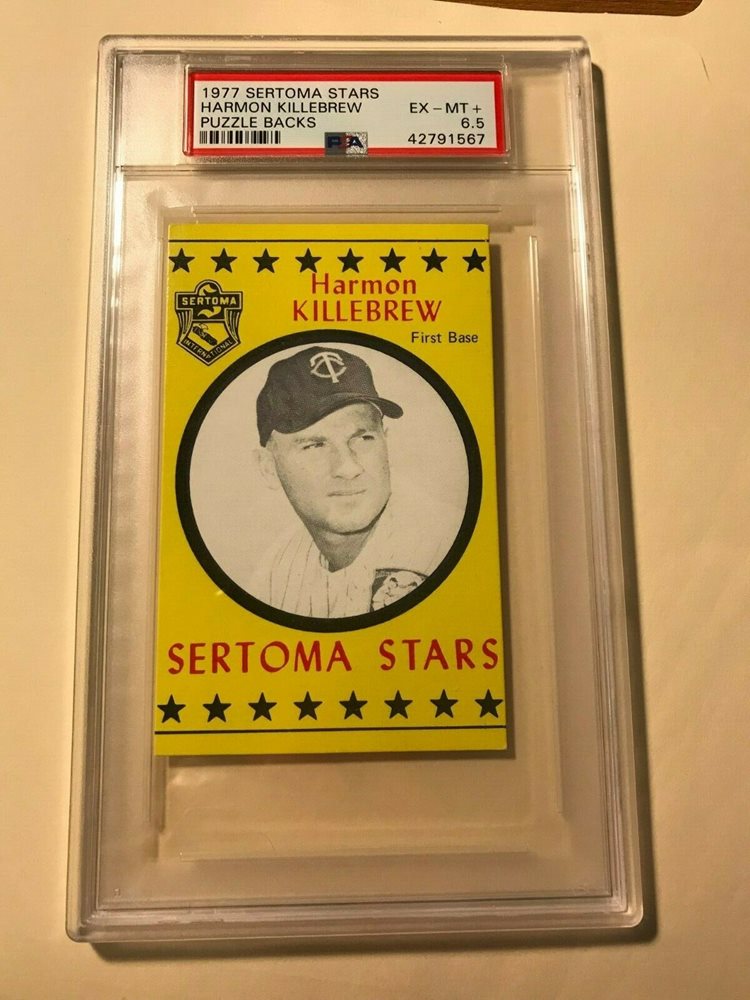 1977 SERTOMA STARS
HARMON KILLEBREW EX - MT +
PUZZLE BACKS 6.5
PSA 42791567
Harmon
KILLEBREW
First Base
SERTOMA
INTERNATIONAL
TC
SERTOMA STARS